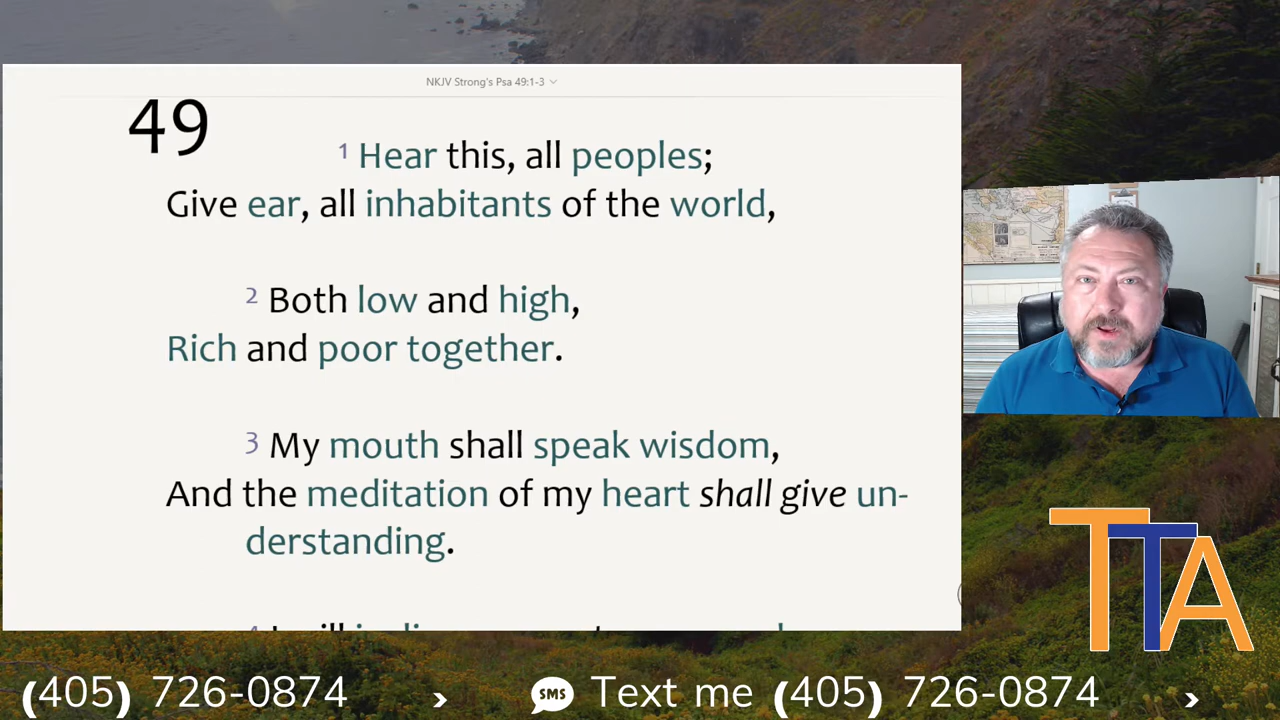 NKJV Strong's Psa 49:1-3
49
1 Hear this, all peoples;
Give ear, all inhabitants of the world,
2 Both low and high,
Rich and poor together.
3 My mouth shall speak wisdom,
And the meditation of my heart shall give un-
derstanding.
TTA
(405) 726-0874 › SMS Text me (405) 726-0874 ›